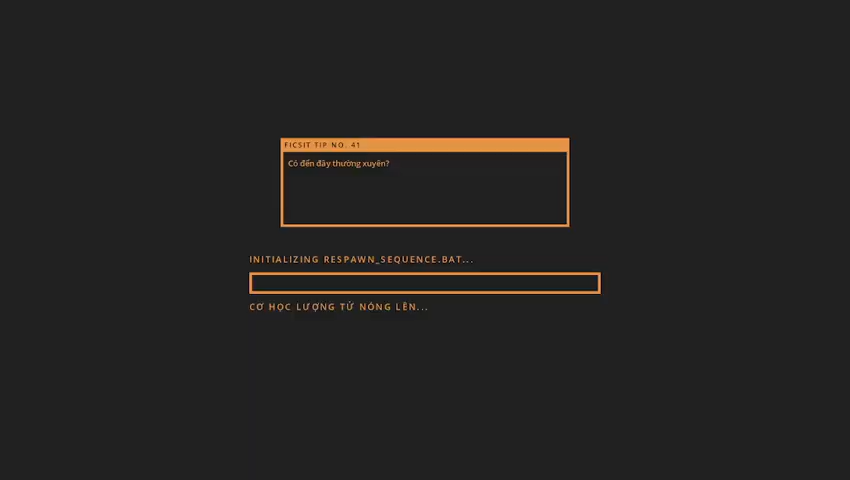 FICSIT TIP NO. 41
Có đến đây thường xuyên?
INITIALIZING RESPAWN_SEQUENCE.BAT...
CƠ HỌC LƯỢNG TỬ NÓNG LÊN...